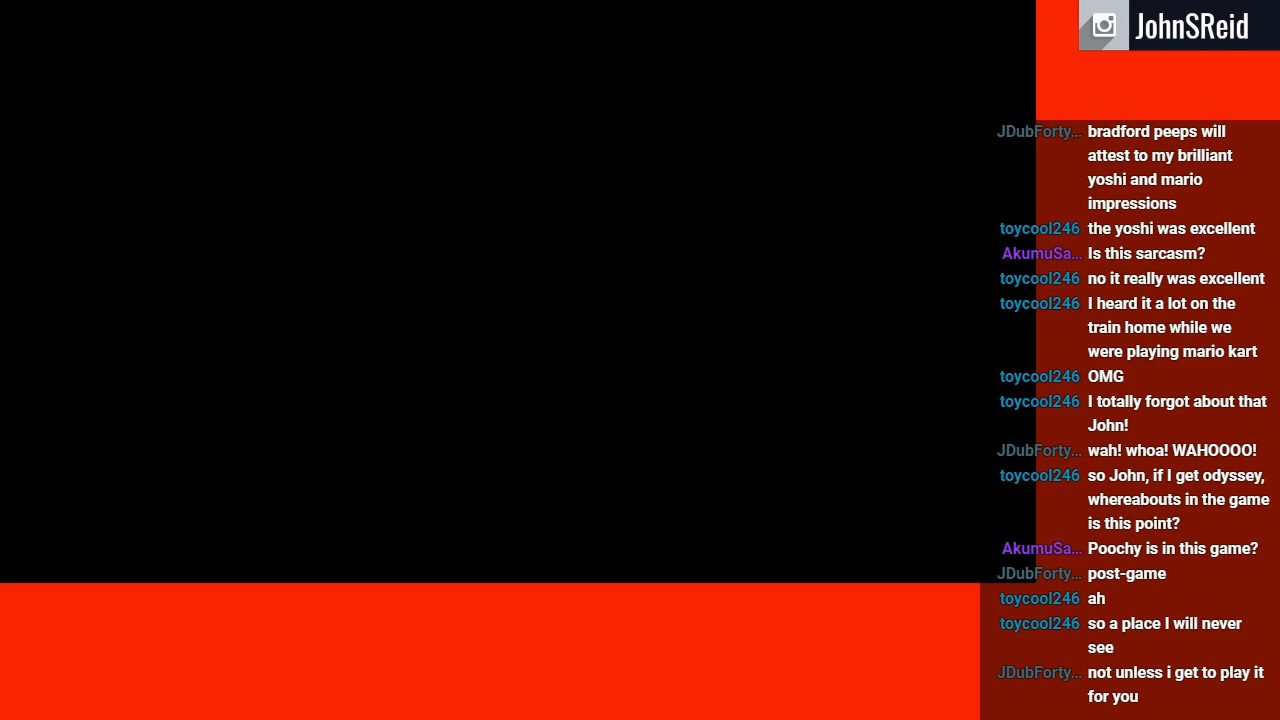 JohnSReid
JDubForty... bradford peeps will
attest to my brilliant
yoshi and mario
impressions
toycool246 the yoshi was excellent
AkumuSa... Is this sarcasm?
toycool246 no it really was excellent
toycool246 I heard it a lot on the
train home while we
were playing mario kart
toycool246 OMG
toycool246 I totally forgot about that
John!
JDubForty... wah! whoa! WAHOOOO!
toycool246 so John, if I get odyssey,
whereabouts in the game
is this point?
AkumuSa... Poochy is in this game?
JDubForty... post-game
toycool246 ah
toycool246 so a place I will never
see
JDubForty... not unless i get to play it
for you